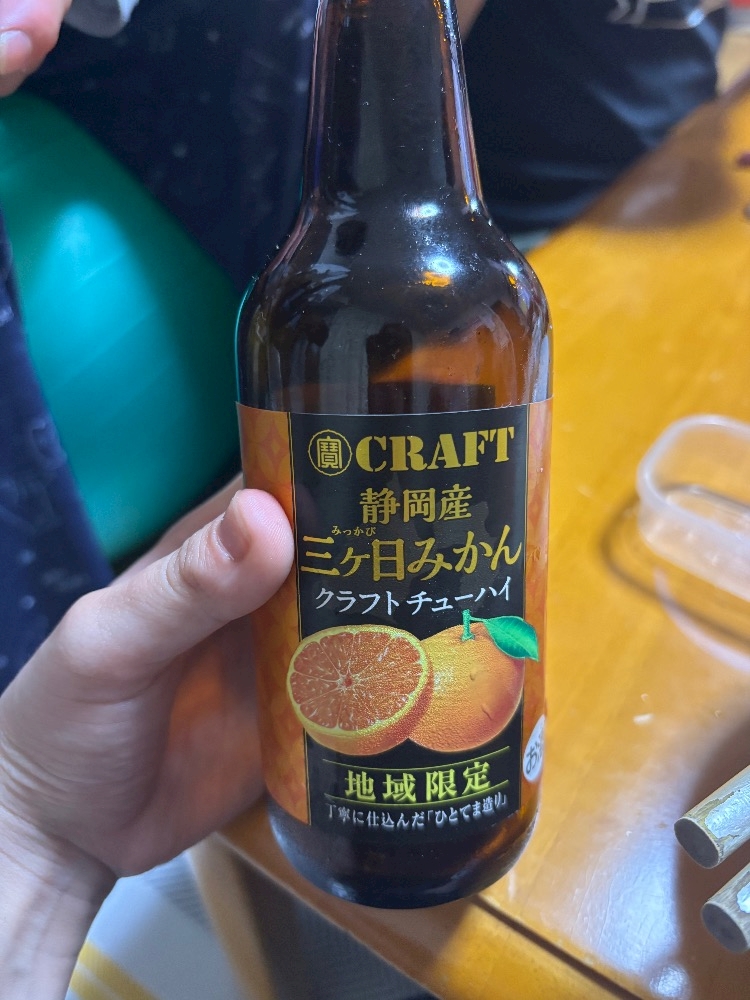 寶 CRAFT
静岡産
みっかび
三ヶ日みかん
クラフトチューハイ
地域限定
丁寧に仕込んだ「ひとてま造り」